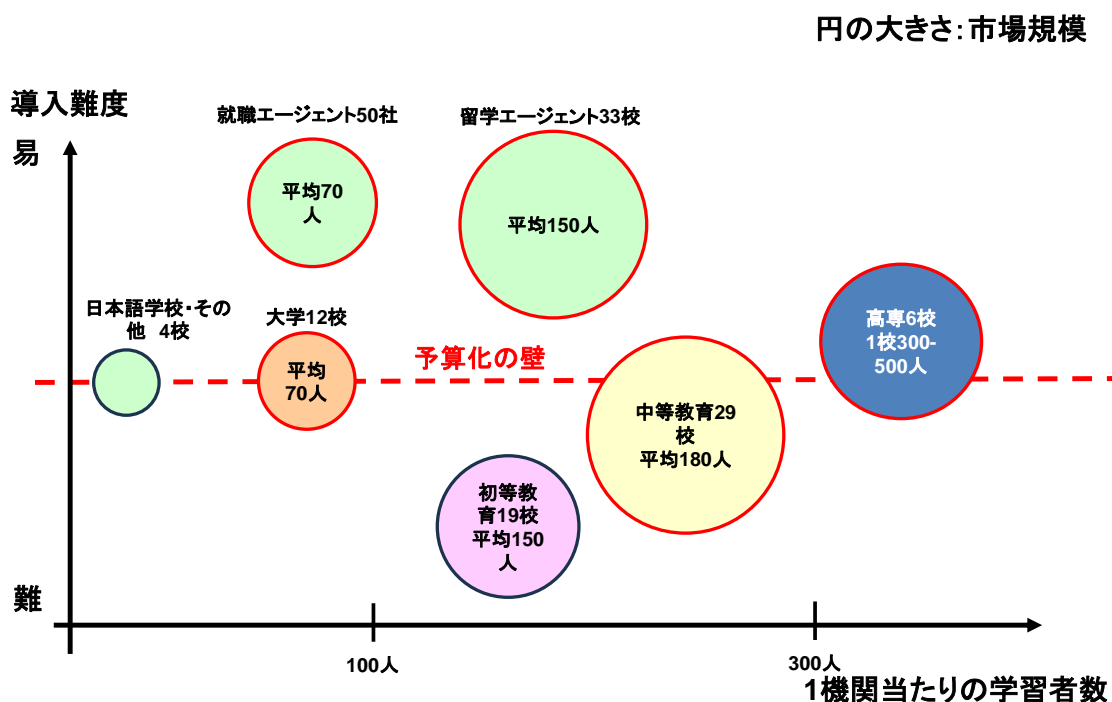 円の大きさ：市場規模
導入難度
易
就職エージェント50社
留学エージェント33校
平均70
人
平均150人
日本語学校・その
他 4校
大学12校
平均
70人
予算化の壁
高専6校
1校300-
500人
中等教育29
校
平均180人
初等教
育19校
平均150
人
難
100人
300人
1機関当たりの学習者数